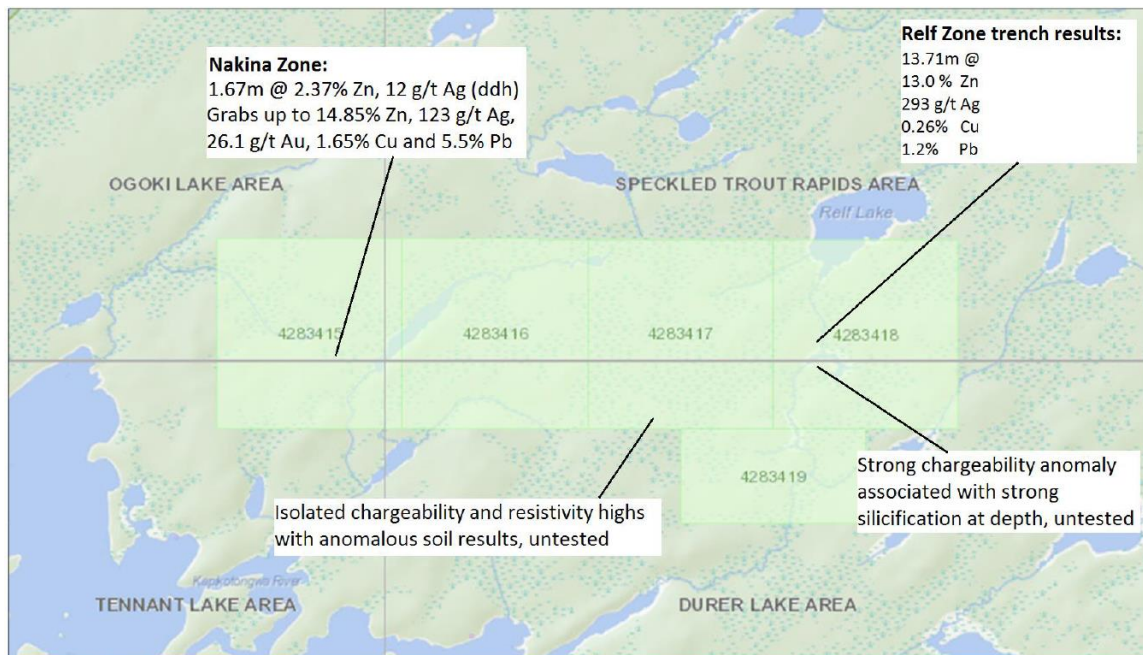 Nakina Zone:
1.67m @ 2.37% Zn, 12 g/t Ag (ddh)
Grabs up to 14.85% Zn, 123 g/t Ag,
26.1 g/t Au, 1.65% Cu and 5.5% Pb
Relf Zone trench results:
13.71m @
13.0 % Zn
293 g/t Ag
0.26% Cu
1.2% Pb
OGOKI LAKE AREA
SPECKLED TROUT RAPIDS AREA
Relf Lake
4283415
4283416
4283417
4283418
4283419
Isolated chargeability and resistivity highs
with anomalous soil results, untested
Strong chargeability anomaly
associated with strong
silicification at depth, untested
Kapikotongwa River
TENNANT LAKE AREA
DURER LAKE AREA